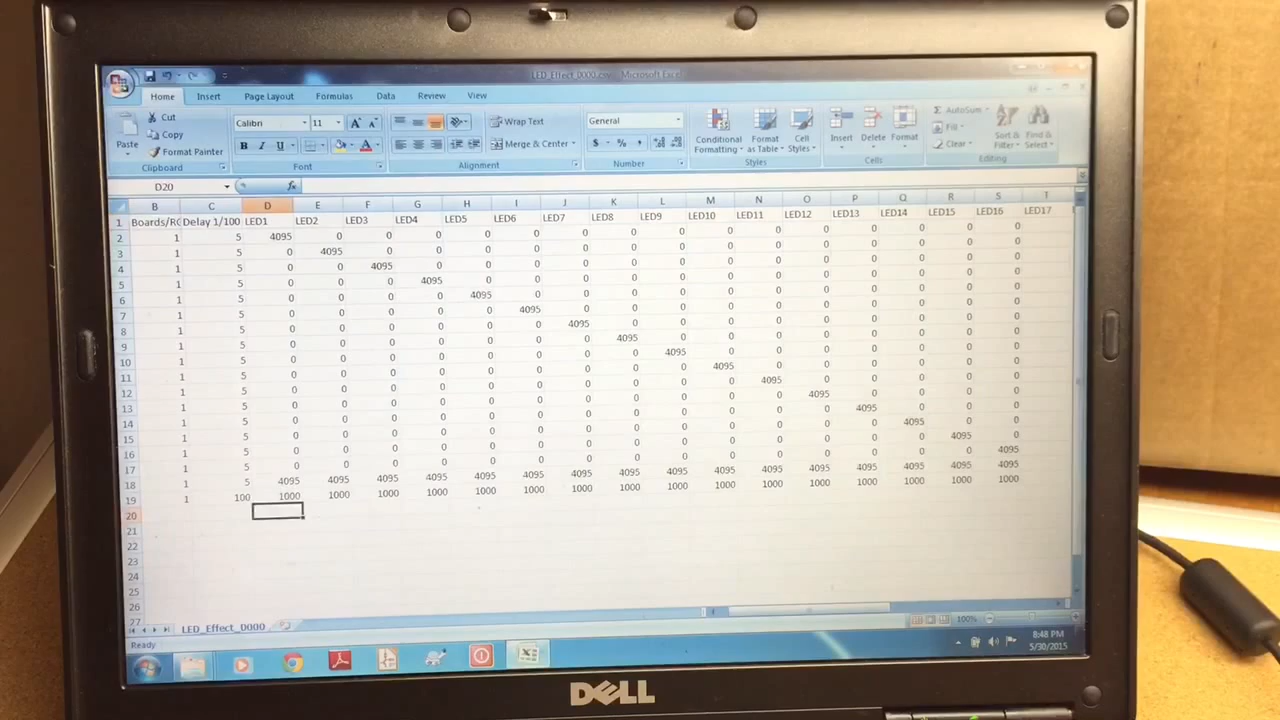 LED_Effect_D000.csv - Microsoft Excel
Home Insert Page Layout Formulas Data Review View
Cut
Copy
Format Painter
Paste
Clipboard
Calibri 11
B I U
Font
Wrap Text
Merge & Center
Alignment
General
$ % ,
Number
Conditional Formatting
Format as Table
Cell Styles
Styles
Insert Delete Format
Cells
Σ AutoSum
Fill
Clear
Sort & Filter
Find & Select
Editing
D20 fx
B C D E F G H I J K L M N O P Q R S T
1 Boards/R Delay 1/100 LED1 LED2 LED3 LED4 LED5 LED6 LED7 LED8 LED9 LED10 LED11 LED12 LED13 LED14 LED15 LED16 LED17
2 1 5 4095 0 0 0 0 0 0 0 0 0 0 0 0 0 0 0
3 1 5 0 4095 0 0 0 0 0 0 0 0 0 0 0 0 0 0
4 1 5 0 0 4095 0 0 0 0 0 0 0 0 0 0 0 0 0
5 1 5 0 0 0 4095 0 0 0 0 0 0 0 0 0 0 0 0
6 1 5 0 0 0 0 4095 0 0 0 0 0 0 0 0 0 0 0
7 1 5 0 0 0 0 0 4095 0 0 0 0 0 0 0 0 0 0
8 1 5 0 0 0 0 0 0 4095 0 0 0 0 0 0 0 0 0
9 1 5 0 0 0 0 0 0 0 4095 0 0 0 0 0 0 0 0
10 1 5 0 0 0 0 0 0 0 0 4095 0 0 0 0 0 0 0
11 1 5 0 0 0 0 0 0 0 0 0 4095 0 0 0 0 0 0
12 1 5 0 0 0 0 0 0 0 0 0 0 4095 0 0 0 0 0
13 1 5 0 0 0 0 0 0 0 0 0 0 0 4095 0 0 0 0
14 1 5 0 0 0 0 0 0 0 0 0 0 0 0 4095 0 0 0
15 1 5 0 0 0 0 0 0 0 0 0 0 0 0 0 4095 0 0
16 1 5 0 0 0 0 0 0 0 0 0 0 0 0 0 0 4095 0
17 1 5 0 0 0 0 0 0 0 0 0 0 0 0 0 0 0 4095
18 1 5 4095 4095 4095 4095 4095 4095 4095 4095 4095 4095 4095 4095 4095 4095 4095 4095
19 1 100 1000 1000 1000 1000 1000 1000 1000 1000 1000 1000 1000 1000 1000 1000 1000 1000
20
21
22
23
24
25
26
27
LED_Effect_D000
Ready 100%
8:48 PM
5/30/2015
DELL